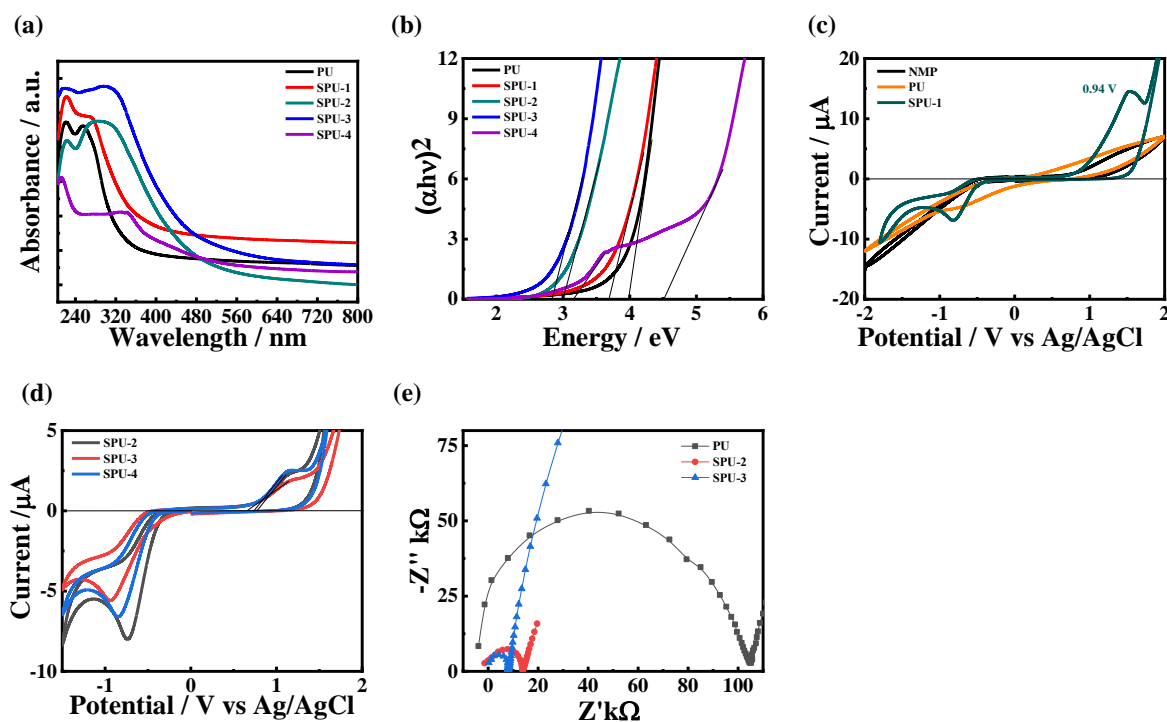 (a)
PU
SPU-1
SPU-2
SPU-3
SPU-4
Absorbance / a.u.
240 320 400 480 560 640 720 800
Wavelength / nm
(b)
PU
SPU-1
SPU-2
SPU-3
SPU-4
(αhν)2
12
9
6
3
0
2 3 4 5 6
Energy / eV
(c)
NMP
PU
SPU-1
0.94 V
Current / μA
20
10
0
-10
-20
-2 -1 0 1 2
Potential / V vs Ag/AgCl
(d)
SPU-2
SPU-3
SPU-4
Current /μA
5
0
-5
-10
-1 0 1 2
Potential / V vs Ag/AgCl
(e)
PU
SPU-2
SPU-3
-Z'' kΩ
75
50
25
0
0 20 40 60 80 100
Z'kΩ